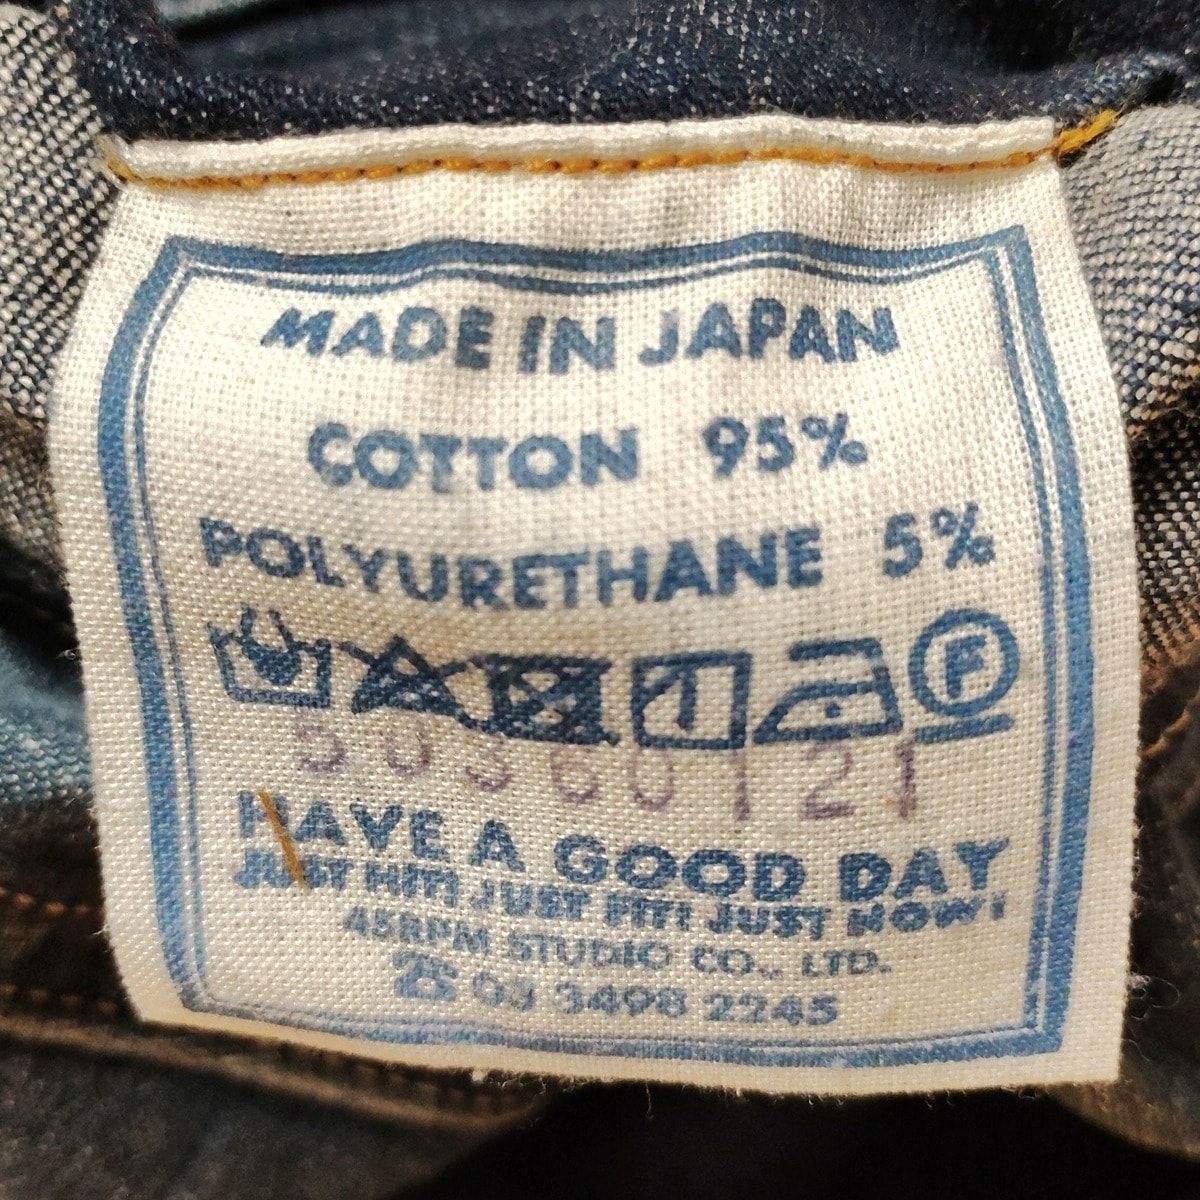 MADE IN JAPAN
COTTON 95%
POLYURETHANE 5%
F
50360121
HAVE A GOOD DAY
JUST HIT! JUST FIT! JUST NOW!
45RPM STUDIO CO., LTD.
☎ 03 3498 2245